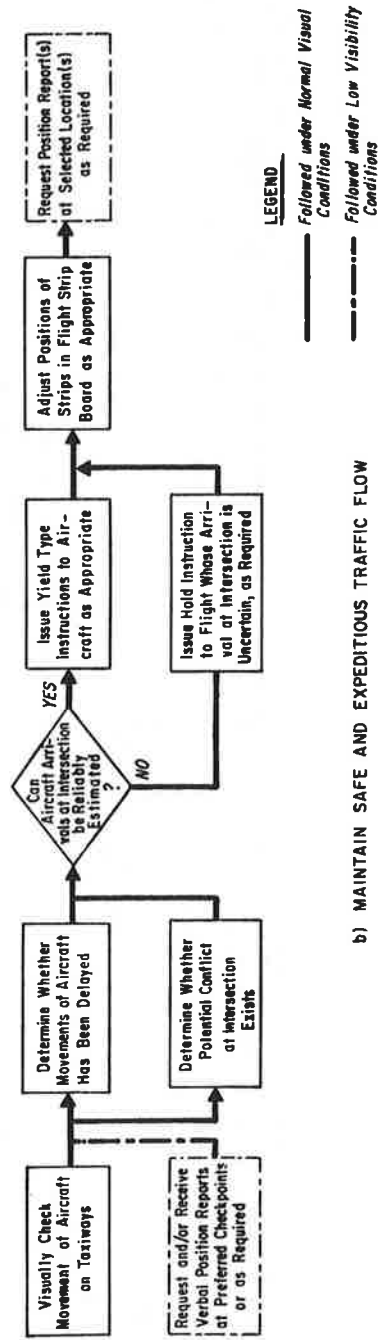 Visually Check
Movement of Aircraft
on Taxiways
Request and/or Receive
Verbal Position Reports
at Preferred Checkpoints
or as Required
Determine Whether
Movements of Aircraft
Has Been Delayed
Determine Whether
Potential Conflict
at Intersection
Exists
Can
Aircraft Arri-
vals at Intersection
be Reliably
Estimated
?
YES
NO
Issue Yield Type
Instructions to Air-
craft as Appropriate
Issue Hold Instruction
to Flight Whose Arri-
val at Intersection is
Uncertain, as Required
Adjust Positions of
Strips in Flight Strip
Board as Appropriate
Request Position Report(s)
at Selected Location(s)
as Required
LEGEND
Followed under Normal Visual
Conditions
Followed under Low Visibility
Conditions
b) MAINTAIN SAFE AND EXPEDITIOUS TRAFFIC FLOW